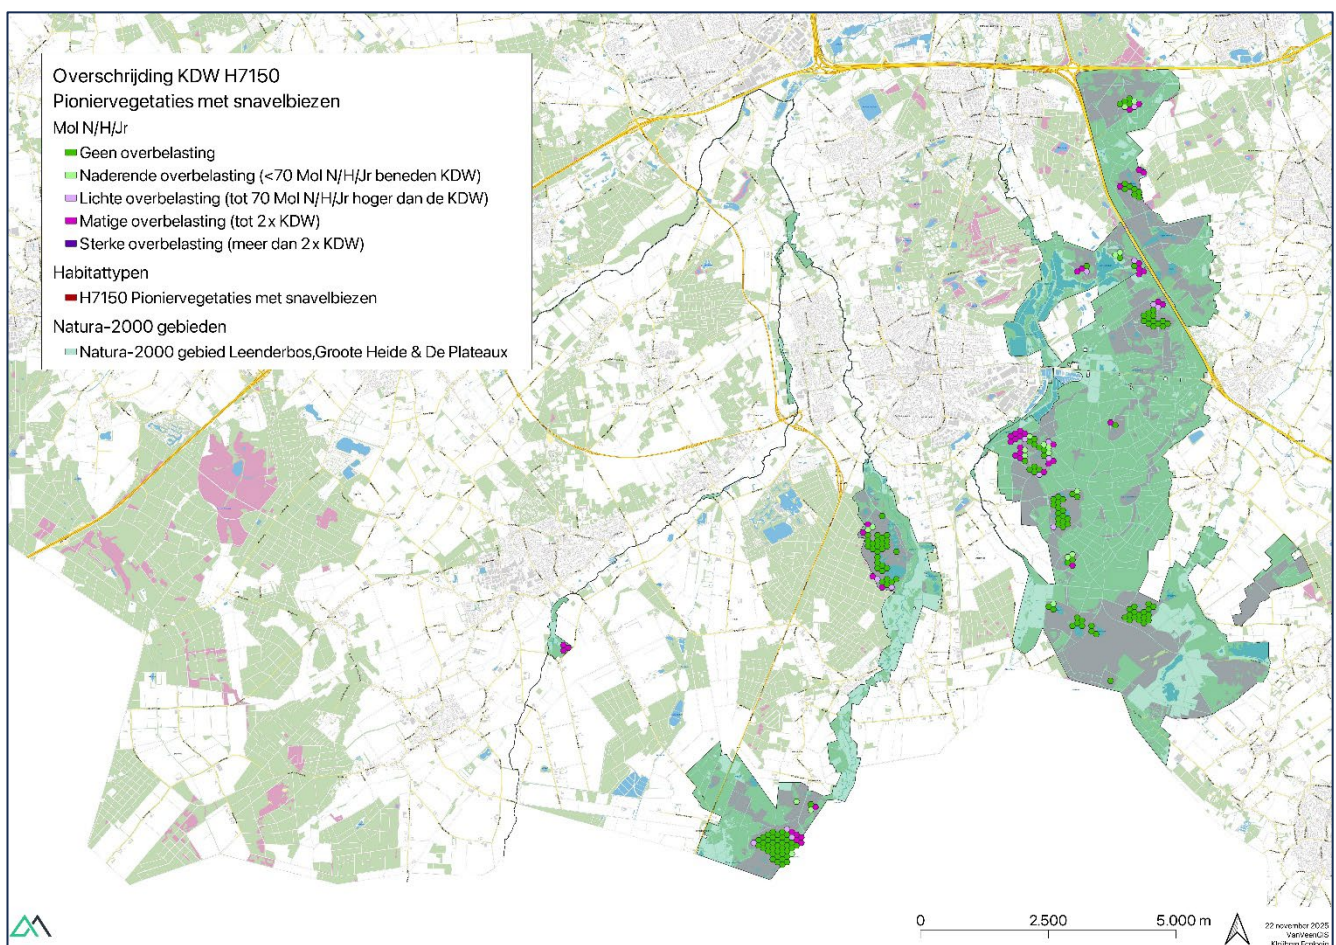 Overschrijding KDW H7150
Pioniervegetaties met snavelbiezen
Mol N/H/Jr
Geen overbelasting
Naderende overbelasting (<70 Mol N/H/Jr beneden KDW)
Lichte overbelasting (tot 70 Mol N/H/Jr hoger dan de KDW)
Matige overbelasting (tot 2x KDW)
Sterke overbelasting (meer dan 2x KDW)
Habitattypen
H7150 Pioniervegetaties met snavelbiezen
Natura-2000 gebieden
Natura-2000 gebied Leenderbos,Groote Heide & De Plateaux
0 2.500 5.000 m
22 november 2025
VanVeenGIS